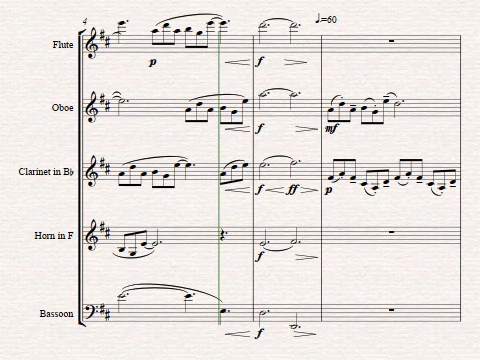 4
♩=60
Flute
p
f
Oboe
f
mf
Clarinet in B♭
f
ff
p
Horn in F
f
Bassoon
f